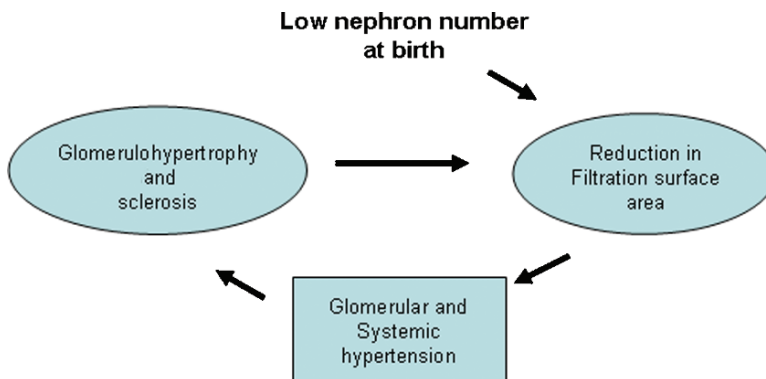 Low nephron number
at birth
Glomerulohypertrophy
and
sclerosis
Reduction in
Filtration surface
area
Glomerular and
Systemic
hypertension